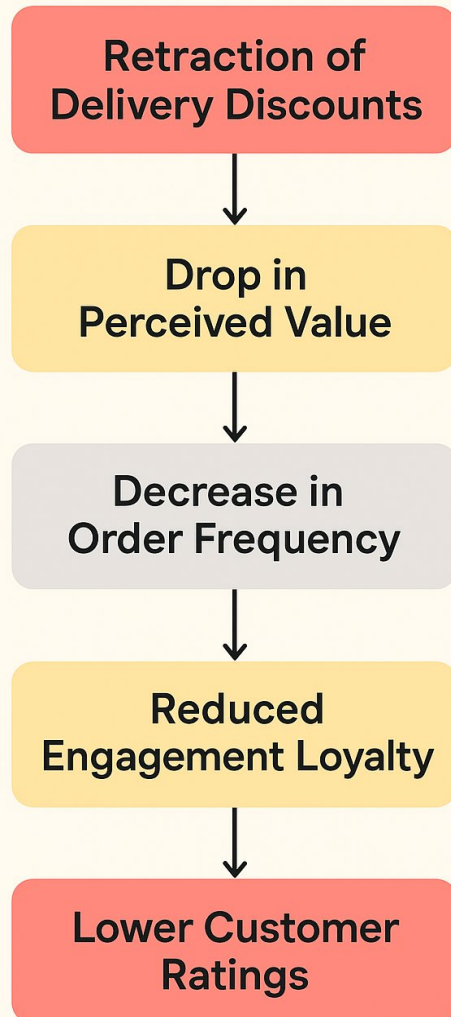 Retraction of
Delivery Discounts
Drop in
Perceived Value
Decrease in
Order Frequency
Reduced
Engagement Loyalty
Lower Customer
Ratings